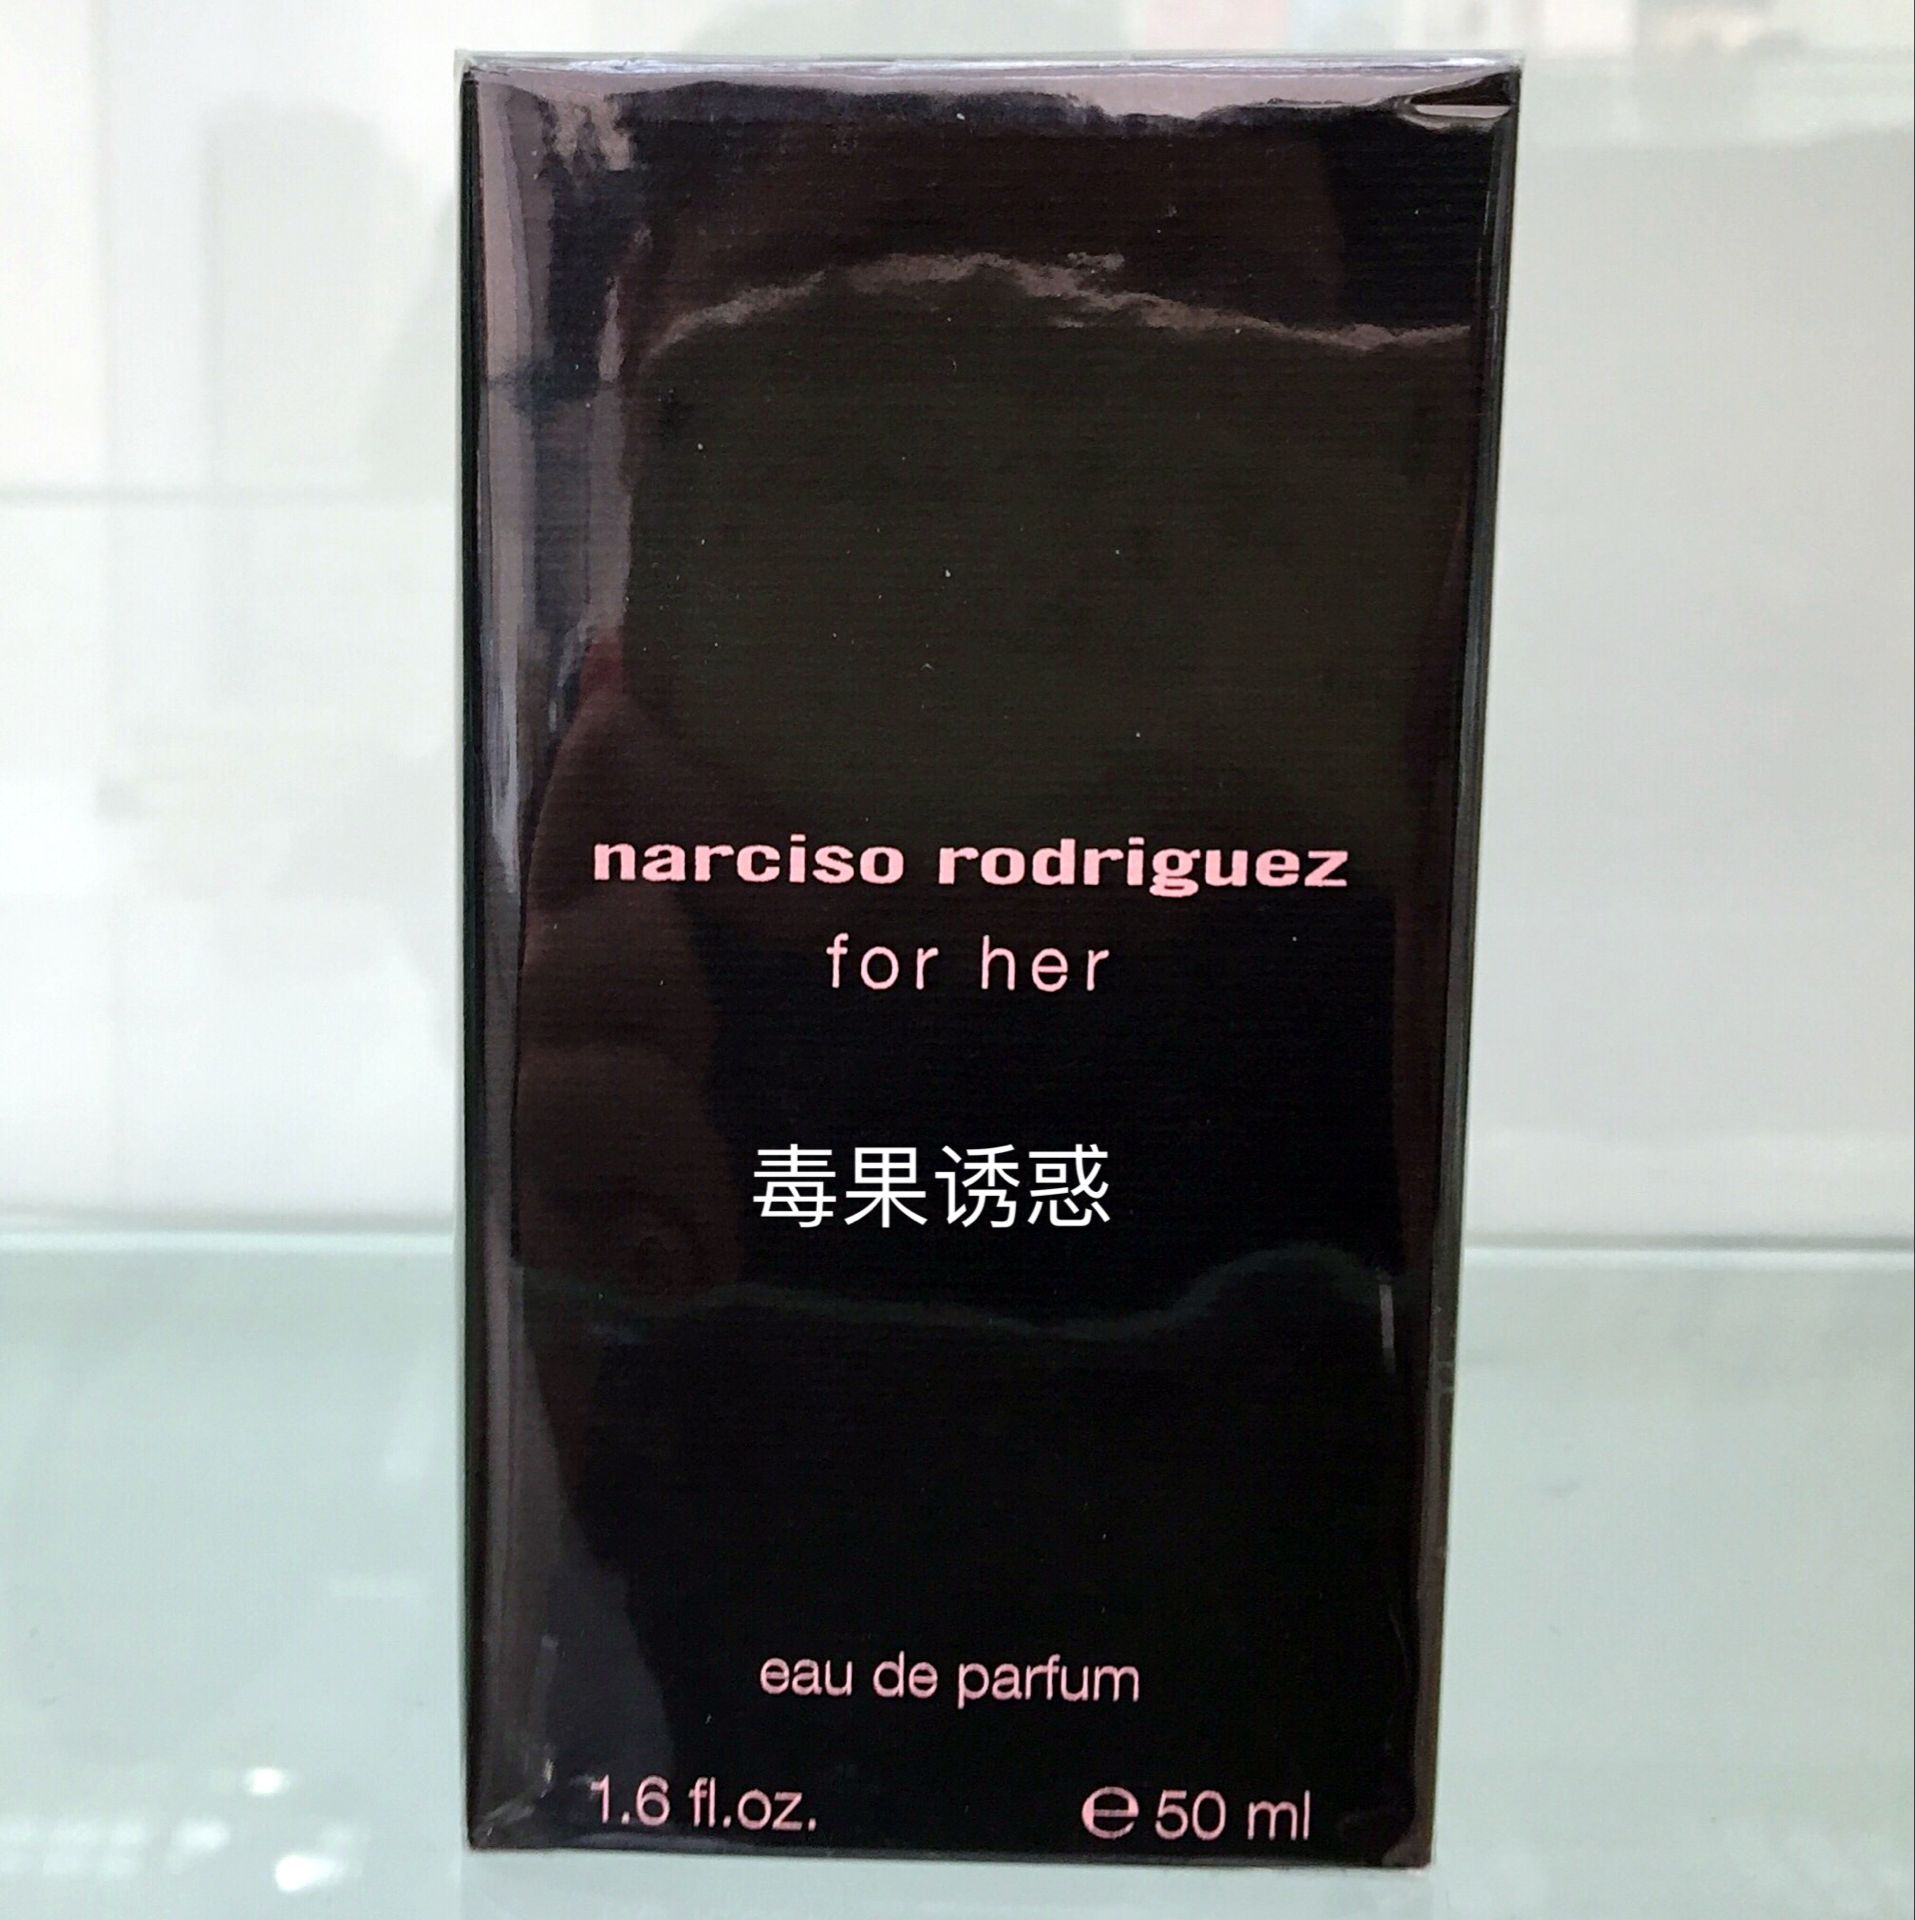 narciso rodriguez
for her
毒果诱惑
eau de parfum
1.6 fl.oz. ℮ 50 ml